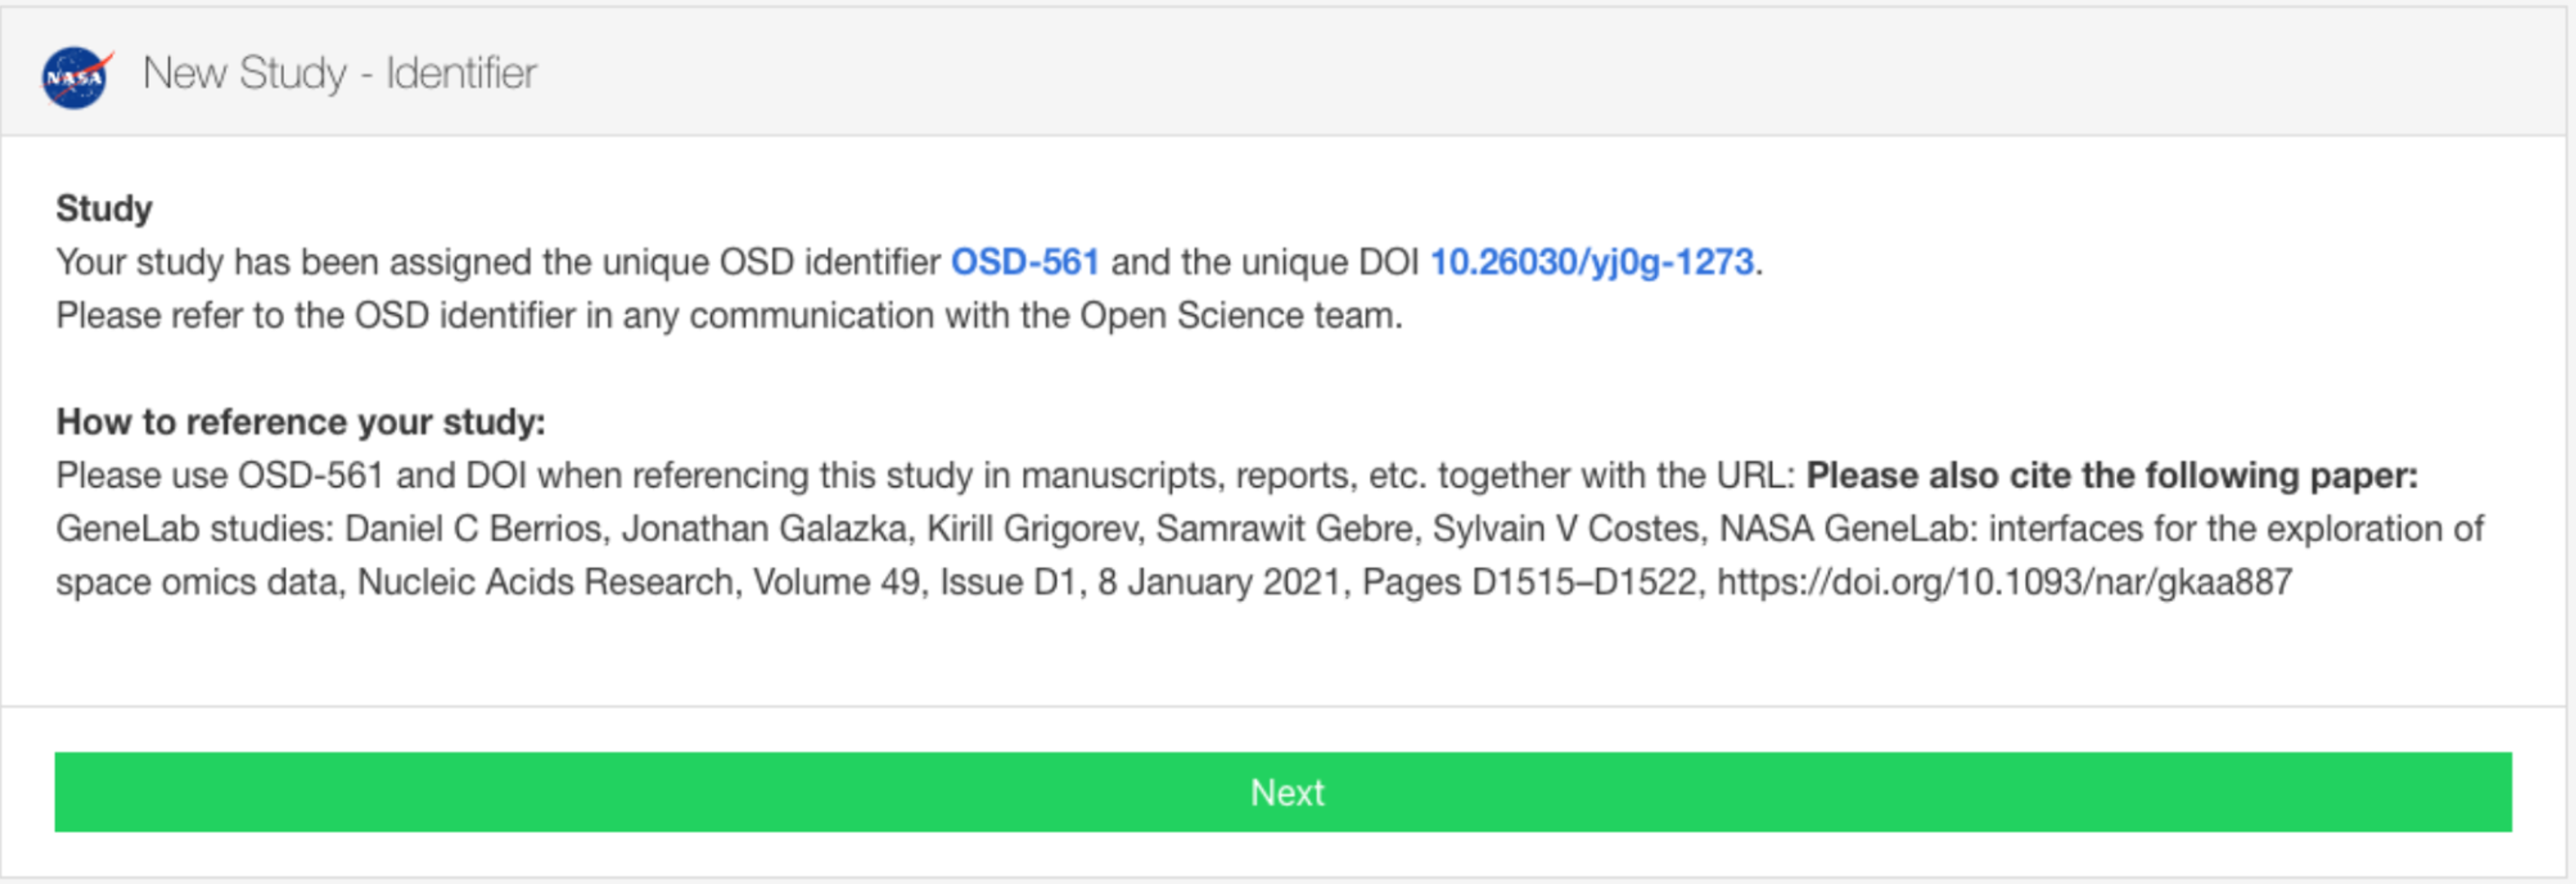 NASA
New Study - Identifier
Study
Your study has been assigned the unique OSD identifier OSD-561 and the unique DOI 10.26030/yj0g-1273.
Please refer to the OSD identifier in any communication with the Open Science team.
How to reference your study:
Please use OSD-561 and DOI when referencing this study in manuscripts, reports, etc. together with the URL: Please also cite the following paper:
GeneLab studies: Daniel C Berrios, Jonathan Galazka, Kirill Grigorev, Samrawit Gebre, Sylvain V Costes, NASA GeneLab: interfaces for the exploration of
space omics data, Nucleic Acids Research, Volume 49, Issue D1, 8 January 2021, Pages D1515–D1522, https://doi.org/10.1093/nar/gkaa887
Next